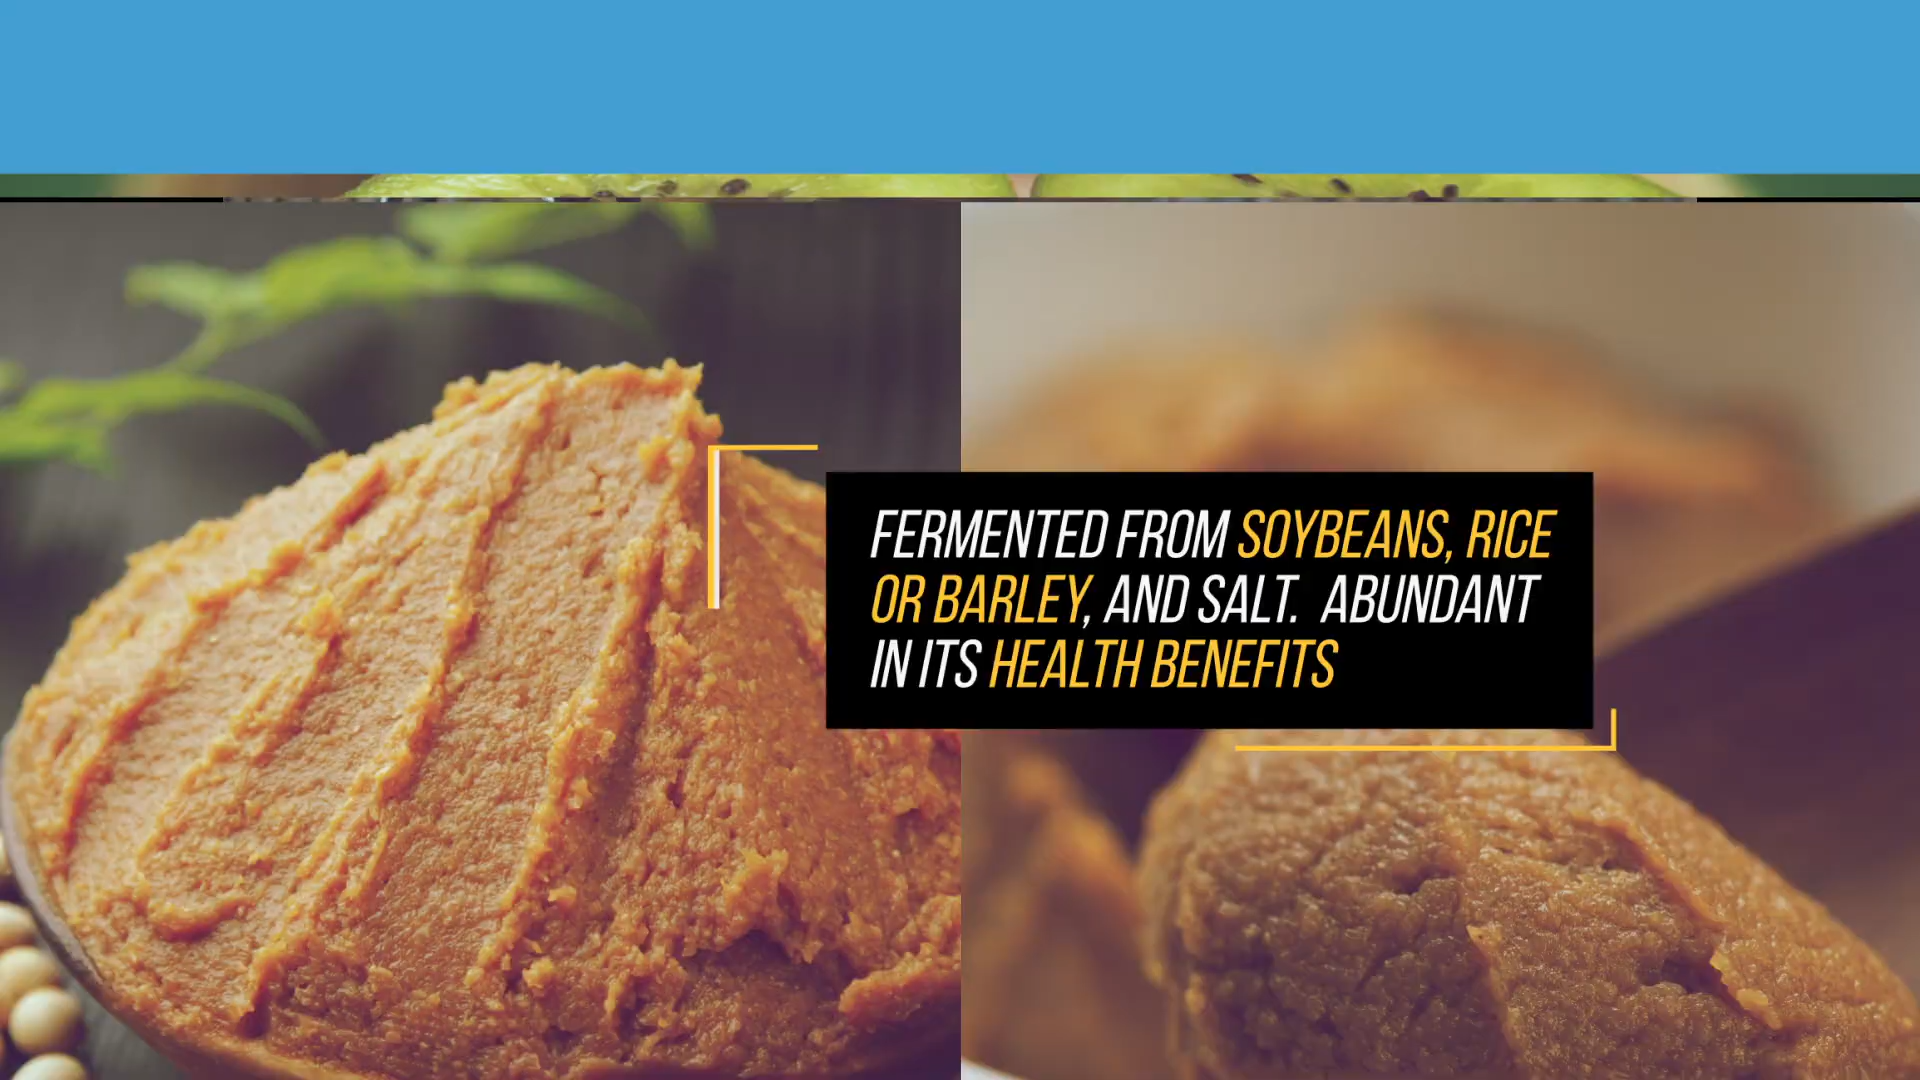 FERMENTED FROM SOYBEANS, RICE
OR BARLEY, AND SALT. ABUNDANT
IN ITS HEALTH BENEFITS